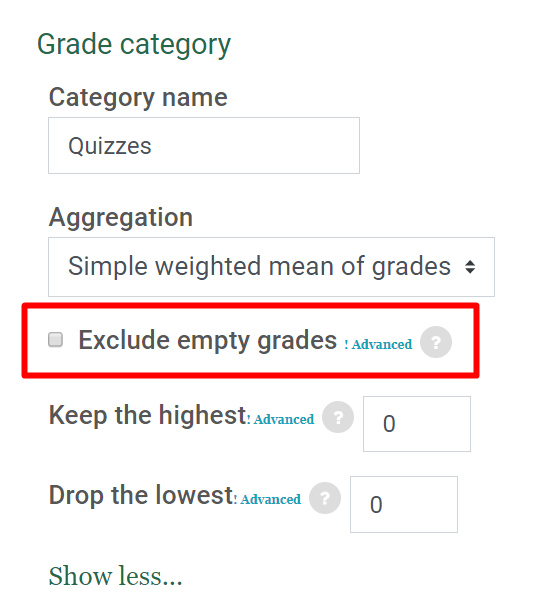 Grade category
Category name
Quizzes
Aggregation
Simple weighted mean of grades
Exclude empty grades ! Advanced ?
Keep the highest! Advanced ? 0
Drop the lowest! Advanced ? 0
Show less...